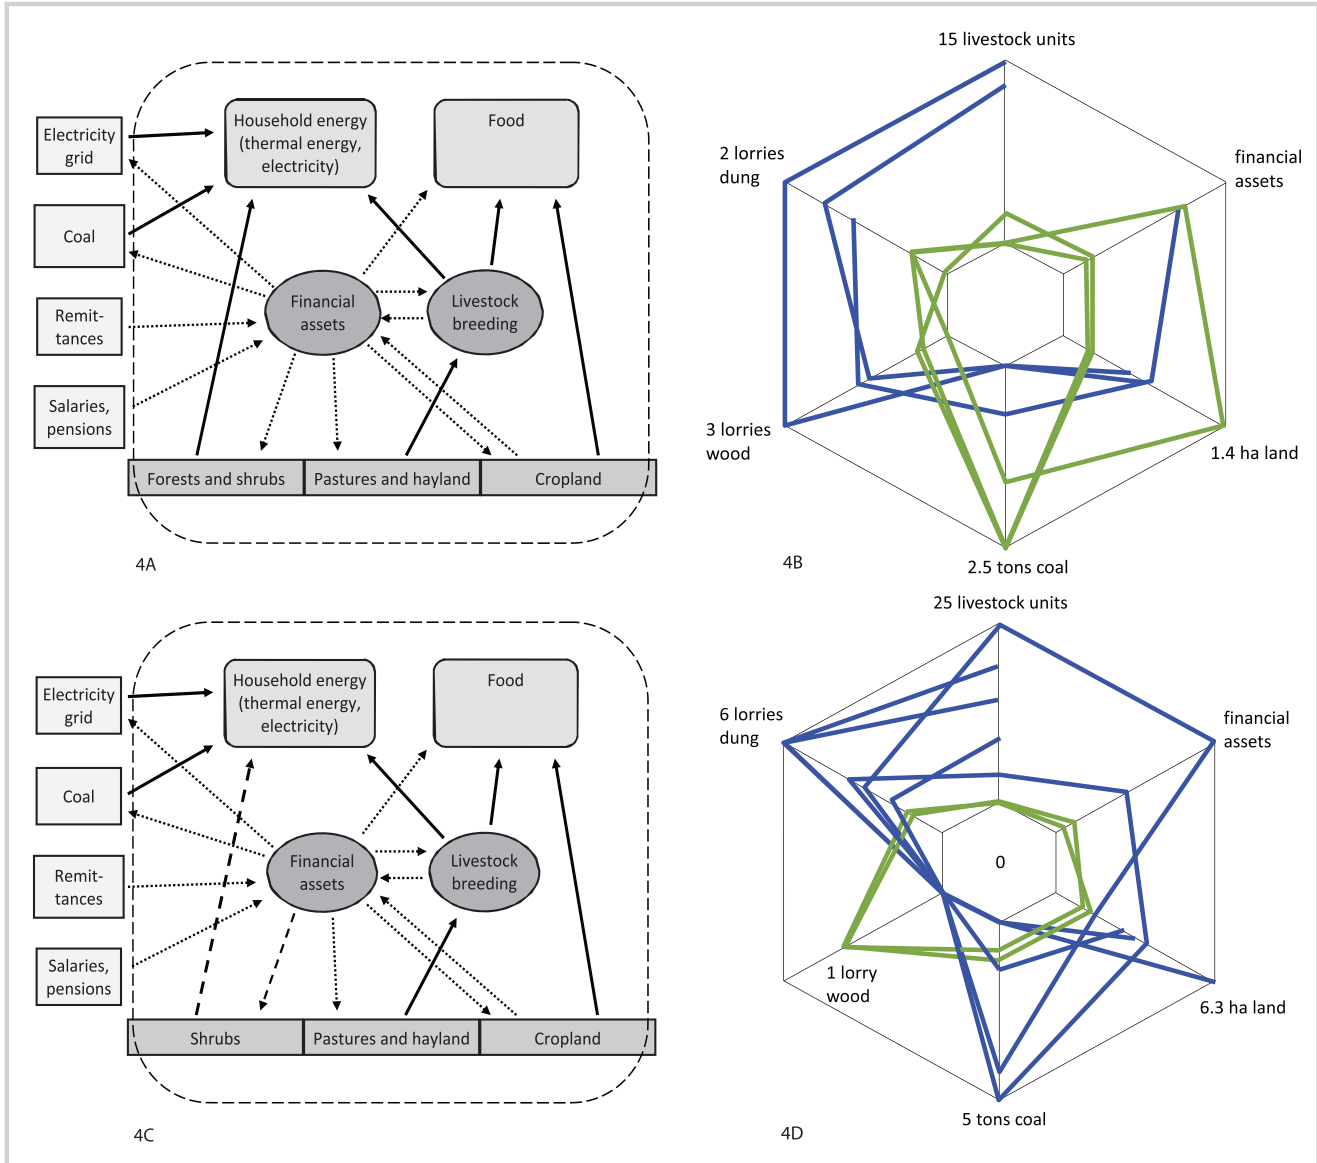 Electricity
grid
Coal
Remit-
tances
Salaries,
pensions
Household energy
(thermal energy,
electricity)
Food
Financial
assets
Livestock
breeding
Forests and shrubs
Pastures and hayland
Cropland
4A
15 livestock units
2 lorries
dung
financial
assets
3 lorries
wood
1.4 ha land
2.5 tons coal
4B
Electricity
grid
Coal
Remit-
tances
Salaries,
pensions
Household energy
(thermal energy,
electricity)
Food
Financial
assets
Livestock
breeding
Shrubs
Pastures and hayland
Cropland
4C
25 livestock units
6 lorries
dung
financial
assets
0
1 lorry
wood
6.3 ha land
5 tons coal
4D